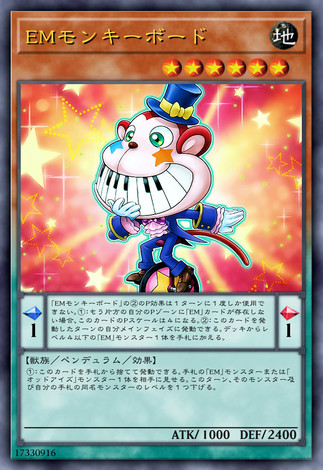 EMモンキーボード
地
「EMモンキーボード」の②のP効果は1ターンに1度しか使用で
きない。①:もう片方の自分のPゾーンに「EM」カードが存在しな
い場合、このカードのPスケールは4になる。②:このカードを発
動したターンの自分メインフェイズに発動できる。デッキからレ
ベル4以下の「EM」モンスター1体を手札に加える。
1
1
【獣族/ペンデュラム/効果】
①:このカードを手札から捨てて発動できる。手札の「EM」モンスターまたは「
オッドアイズ」モンスター1体を相手に見せる。このターン、そのモンスター及
び自分の手札の同名モンスターのレベルを1つ下げる。
ATK/1000 DEF/2400
17330916